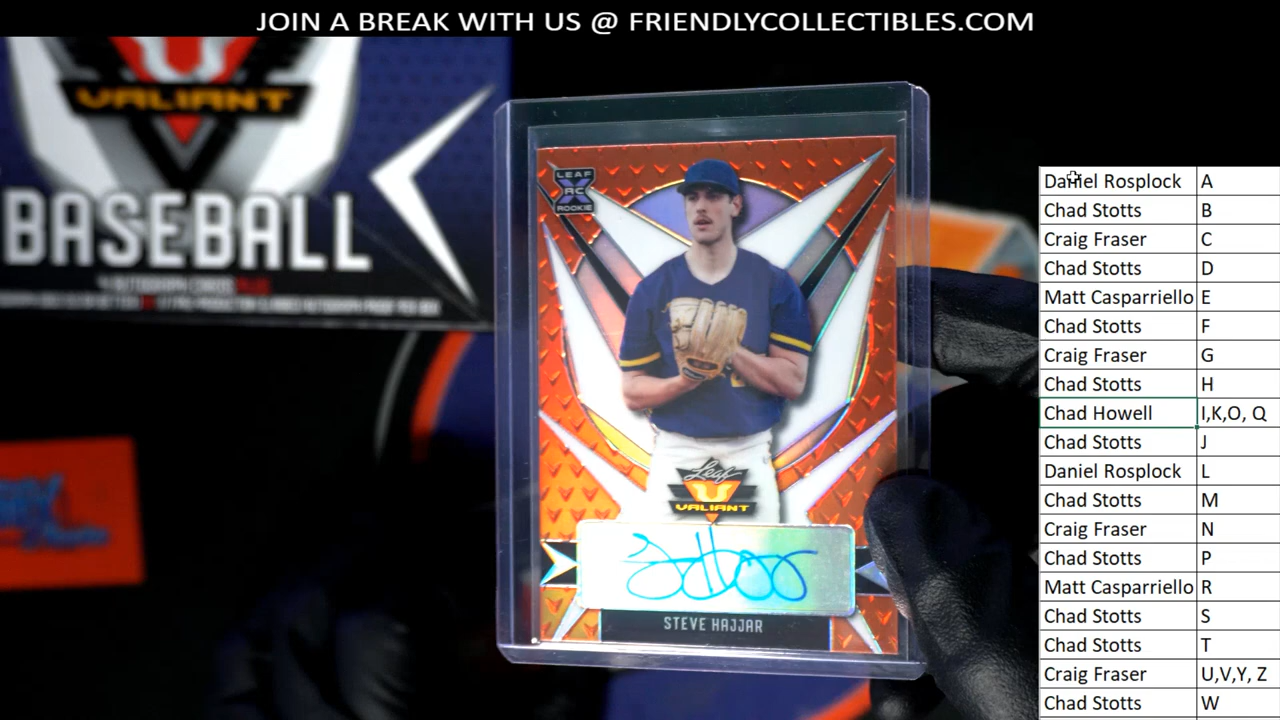 JOIN A BREAK WITH US @ FRIENDLYCOLLECTIBLES.COM
VALIANT
BASEBALL
LEAF
RC
ROOKIE
Leaf
VALIANT
STEVE HAJJAR
Daniel Rosplock A
Chad Stotts B
Craig Fraser C
Chad Stotts D
Matt Casparriello E
Chad Stotts F
Craig Fraser G
Chad Stotts H
Chad Howell I,K,O, Q
Chad Stotts J
Daniel Rosplock L
Chad Stotts M
Craig Fraser N
Chad Stotts P
Matt Casparriello R
Chad Stotts S
Chad Stotts T
Craig Fraser U,V,Y, Z
Chad Stotts W